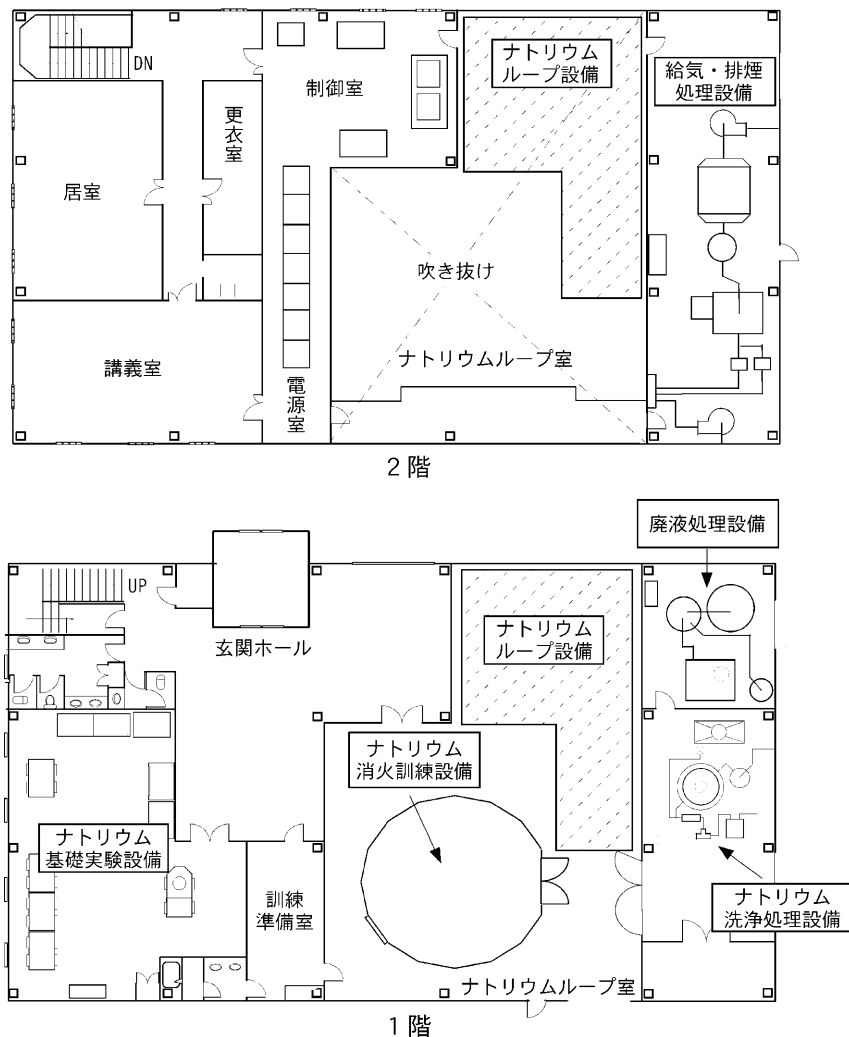 DN
制御室
ナトリウム
ループ設備
給気・排煙
処理設備
更衣室
居室
吹き抜け
講義室
ナトリウムループ室
電源室
2 階
廃液処理設備
UP
玄関ホール
ナトリウム
ループ設備
ナトリウム
消火訓練設備
ナトリウム
基礎実験設備
訓練
準備室
ナトリウム
洗浄処理設備
ナトリウムループ室
1 階